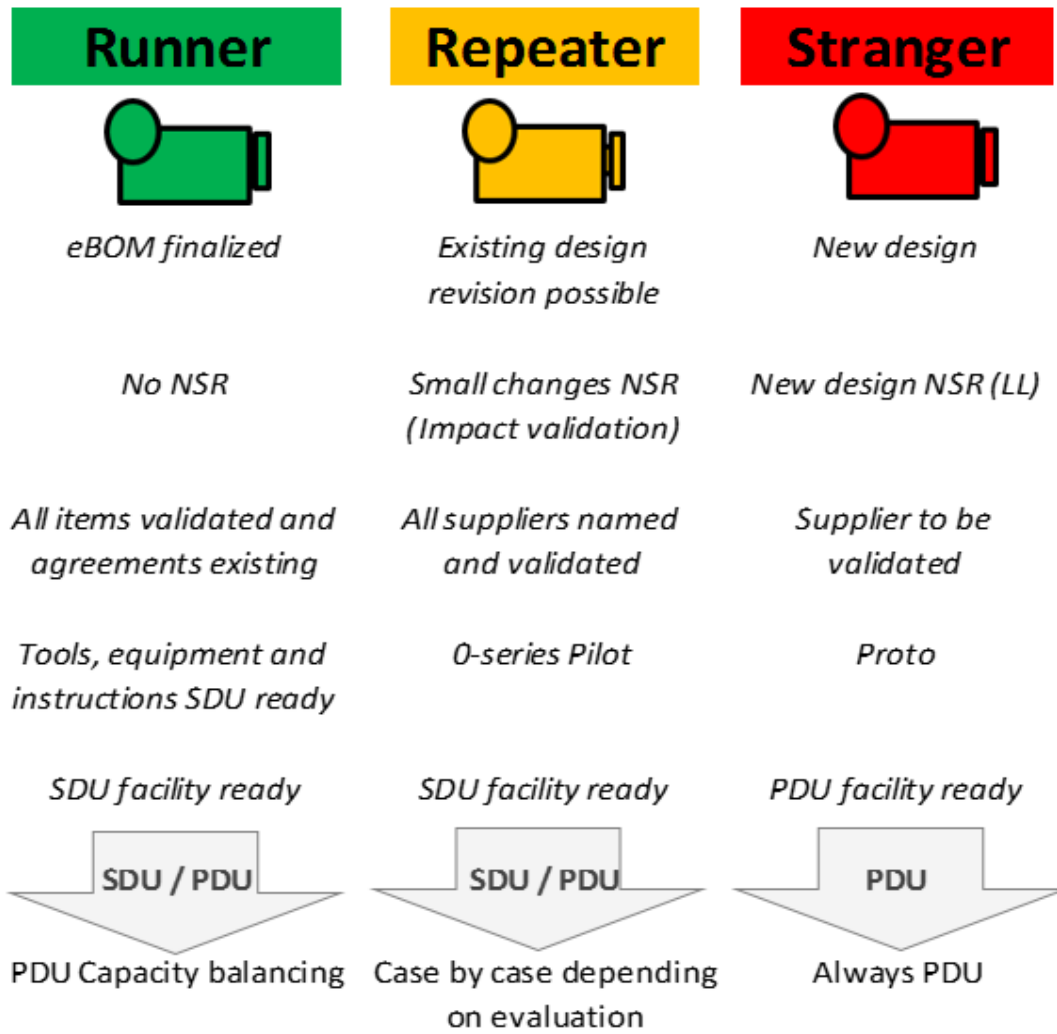 Runner
Repeater
Stranger
eBOM finalized
Existing design
revision possible
New design
No NSR
Small changes NSR
(Impact validation)
New design NSR (LL)
All items validated and
agreements existing
All suppliers named
and validated
Supplier to be
validated
Tools, equipment and
instructions SDU ready
0-series Pilot
Proto
SDU facility ready
SDU facility ready
PDU facility ready
SDU / PDU
SDU / PDU
PDU
PDU Capacity balancing
Case by case depending
on evaluation
Always PDU